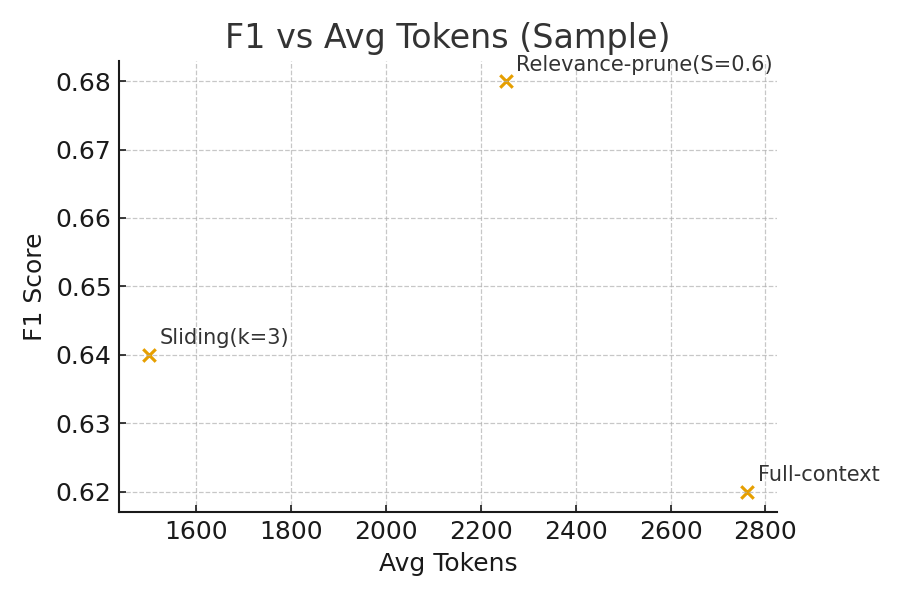 F1 vs Avg Tokens (Sample)
Relevance-prune(S=0.6)
0.68
0.67
0.66
0.65
0.64
0.63
0.62
F1 Score
Sliding(k=3)
Full-context
1600 1800 2000 2200 2400 2600 2800
Avg Tokens